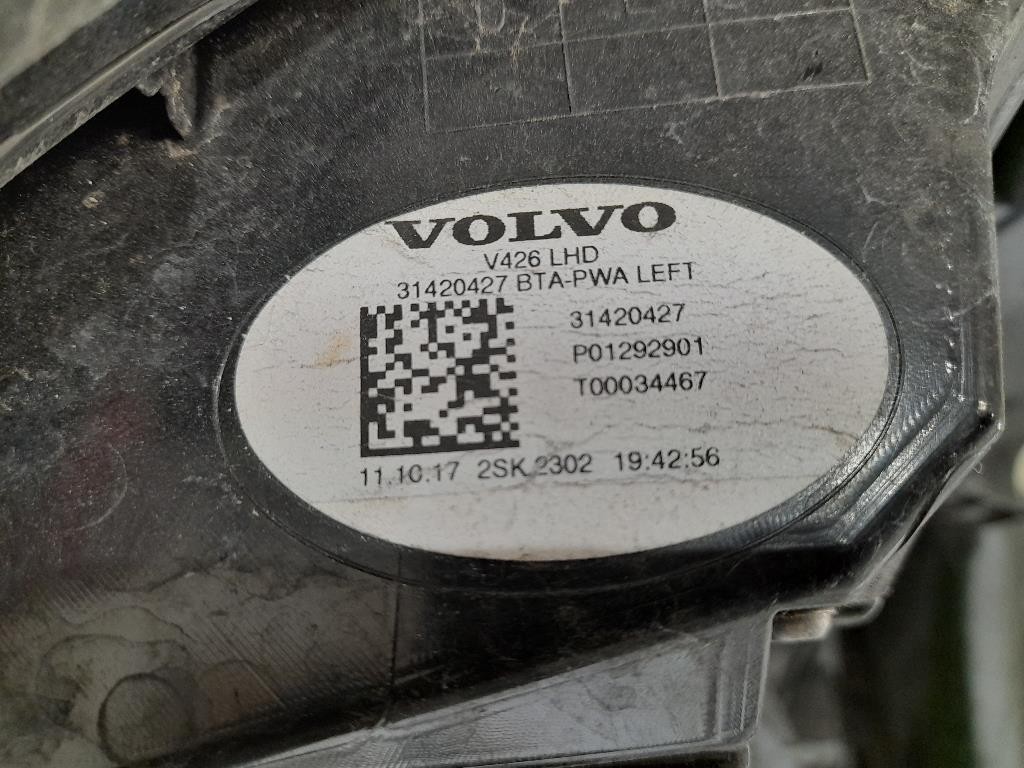 VOLVO
V426 LHD
31420427 BTA-PWA LEFT
31420427
P01292901
T00034467
11.10.17 2SK 2302 19:42:56